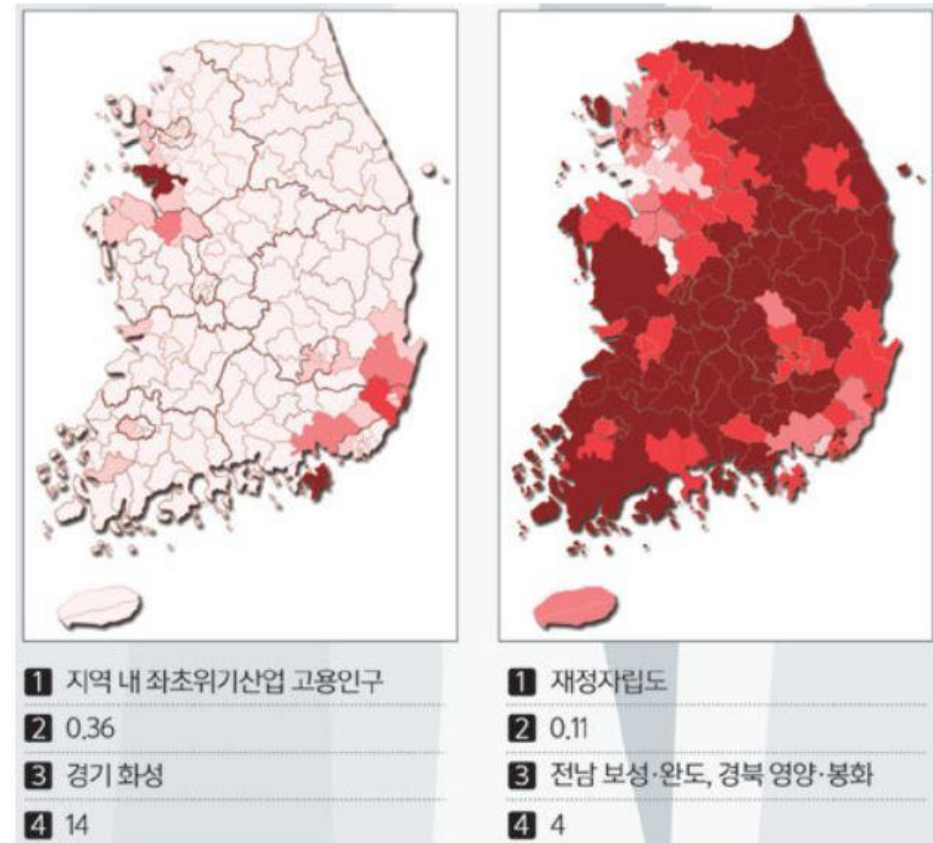 1 지역 내 좌초위기산업 고용인구
2 0.36
3 경기 화성
4 14
1 재정자립도
2 0.11
3 전남 보성·완도, 경북 영양·봉화
4 4